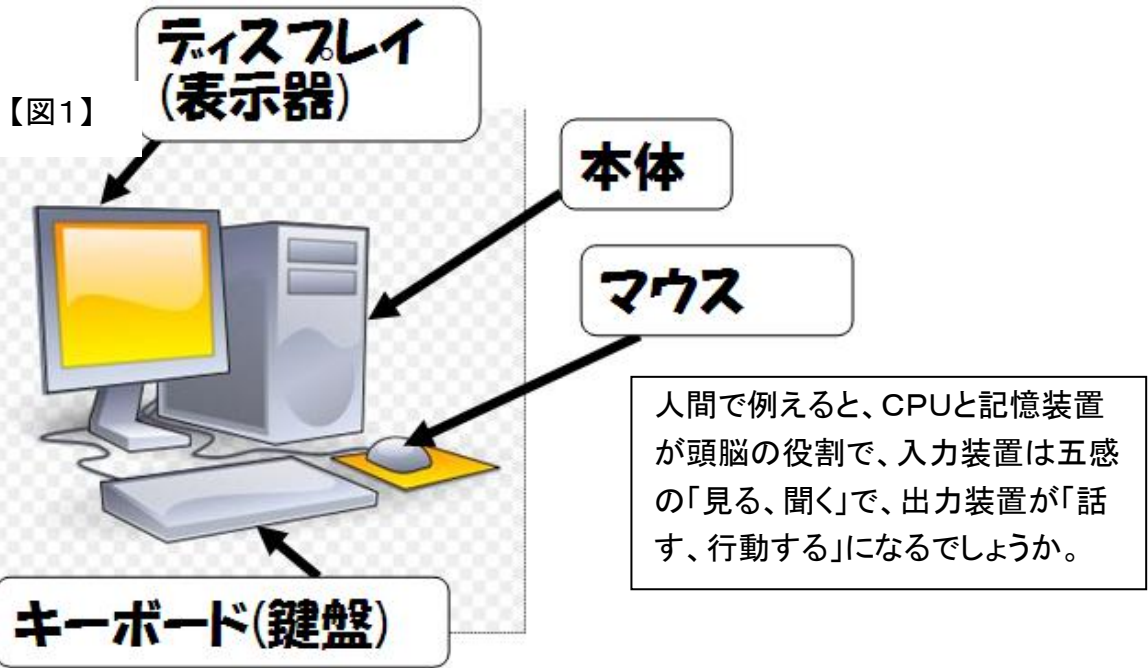 ディスプレイ
(表示器)
【図1】
本体
マウス
人間で例えると、CPUと記憶装置
が頭脳の役割で、入力装置は五感
の「見る、聞く」で、出力装置が「話
す、行動する」になるでしょうか。
キーボード(鍵盤)